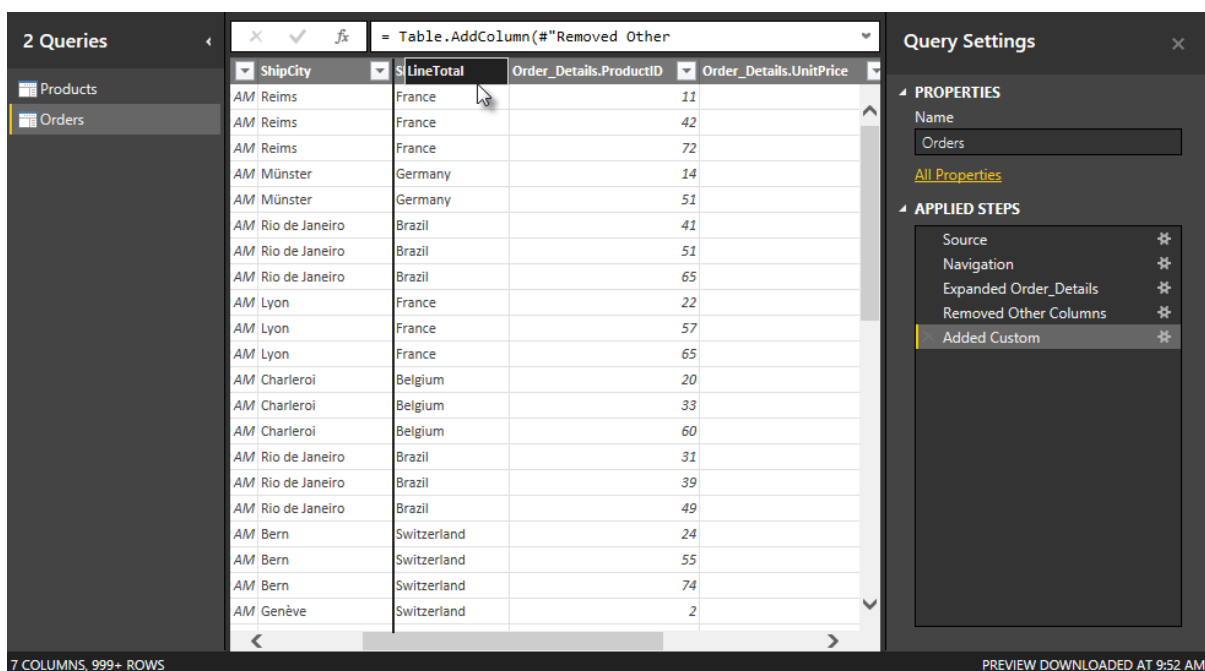 2 Queries
Products
Orders
fx = Table.AddColumn(#"Removed Other
ShipCity LineTotal Order_Details.ProductID Order_Details.UnitPrice
AM Reims France 11
AM Reims France 42
AM Reims France 72
AM Münster Germany 14
AM Münster Germany 51
AM Rio de Janeiro Brazil 41
AM Rio de Janeiro Brazil 51
AM Rio de Janeiro Brazil 65
AM Lyon France 22
AM Lyon France 57
AM Lyon France 65
AM Charleroi Belgium 20
AM Charleroi Belgium 33
AM Charleroi Belgium 60
AM Rio de Janeiro Brazil 31
AM Rio de Janeiro Brazil 39
AM Rio de Janeiro Brazil 49
AM Bern Switzerland 24
AM Bern Switzerland 55
AM Bern Switzerland 74
AM Genève Switzerland 2
Query Settings
PROPERTIES
Name
Orders
All Properties
APPLIED STEPS
Source
Navigation
Expanded Order_Details
Removed Other Columns
Added Custom
7 COLUMNS, 999+ ROWS
PREVIEW DOWNLOADED AT 9:52 AM